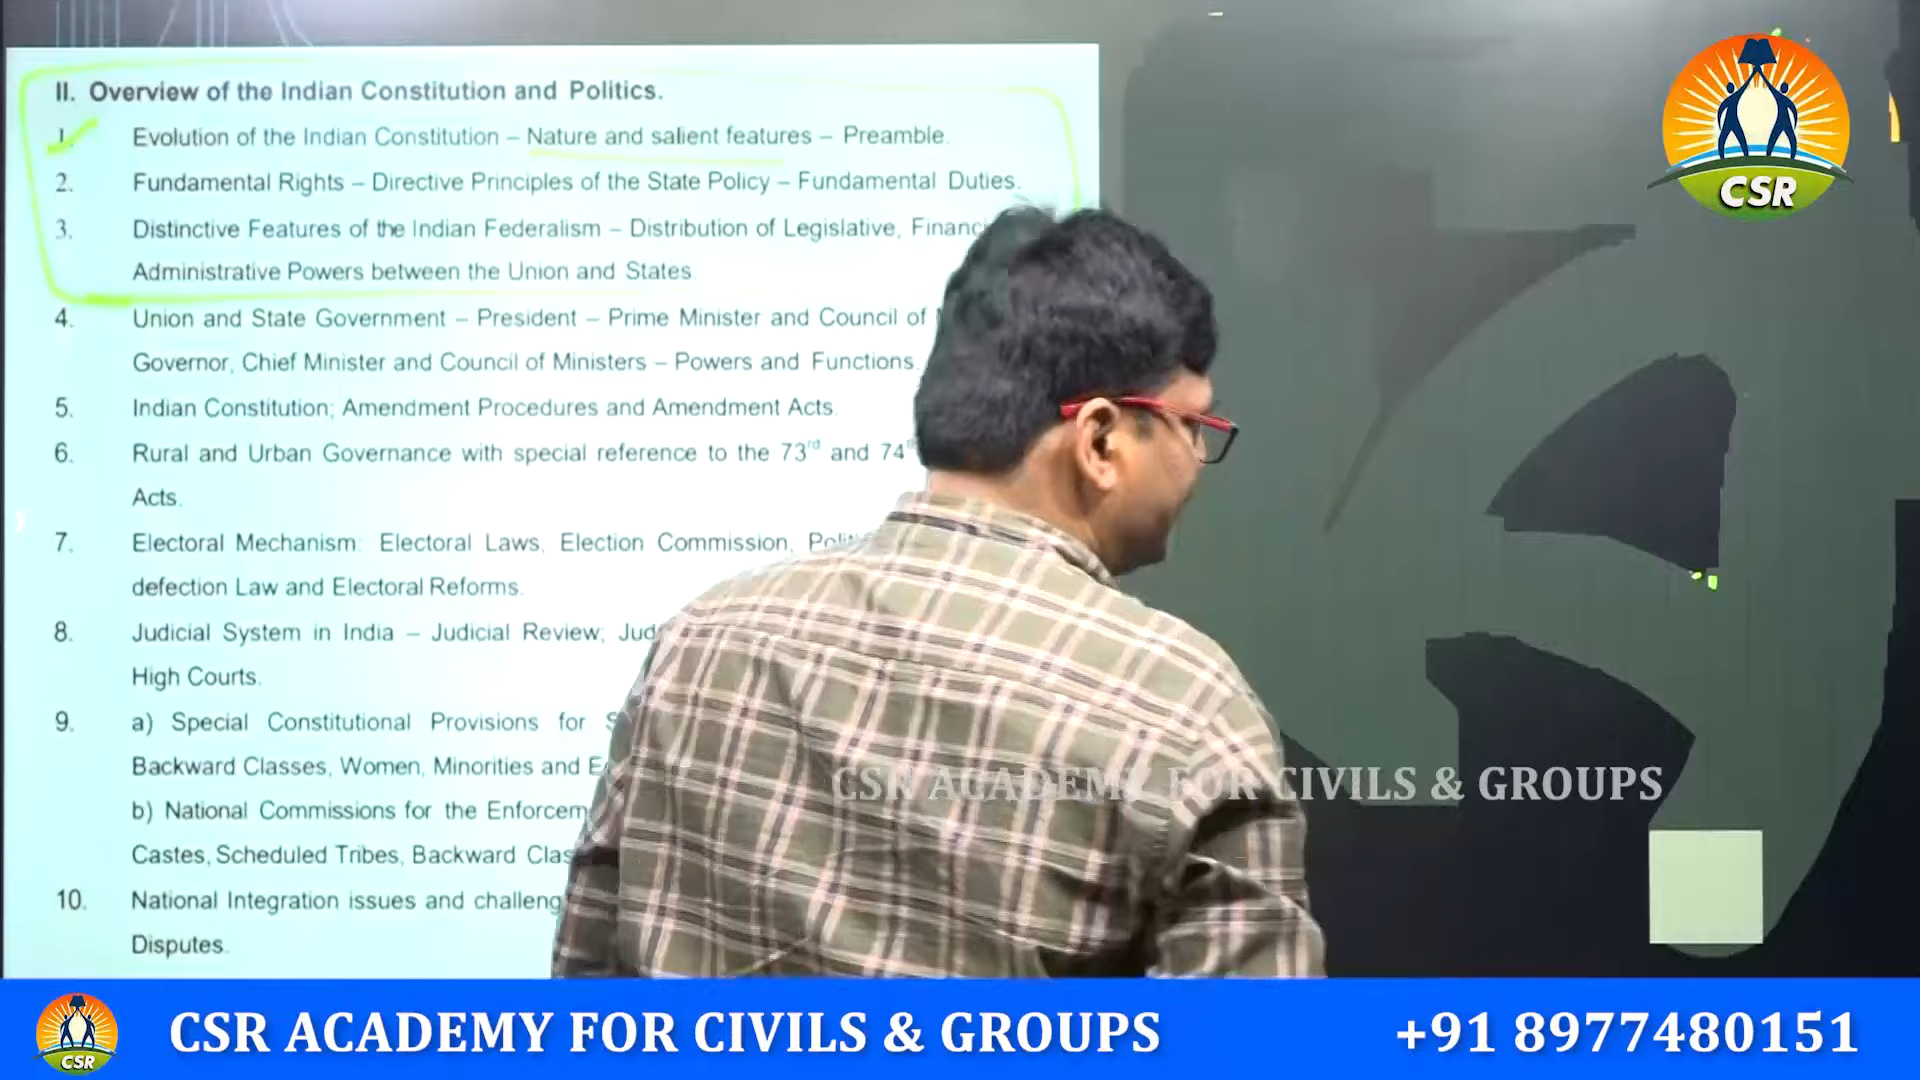 II. Overview of the Indian Constitution and Politics.
1. Evolution of the Indian Constitution – Nature and salient features – Preamble.
2. Fundamental Rights – Directive Principles of the State Policy – Fundamental Duties.
3. Distinctive Features of the Indian Federalism – Distribution of Legislative,
Administrative Powers between the Union and States.
4. Union and State Government – President – Prime Minister and Council of
Governor, Chief Minister and Council of Ministers – Powers and Functions.
5. Indian Constitution; Amendment Procedures and Amendment Acts.
6. Rural and Urban Governance with special reference to the 73rd and 74
Acts.
7. Electoral Mechanism: Electoral Laws, Election Commission,
defection Law and Electoral Reforms.
8. Judicial System in India – Judicial Review;
High Courts.
9. a) Special Constitutional Provisions for
Backward Classes, Women, Minorities and
b) National Commissions for the
Castes, Scheduled Tribes, Backward
10. National Integration issues and
Disputes.
CSR
CSR ACADEMY FOR CIVILS & GROUPS
CSR
CSR ACADEMY FOR CIVILS & GROUPS
+91 8977480151